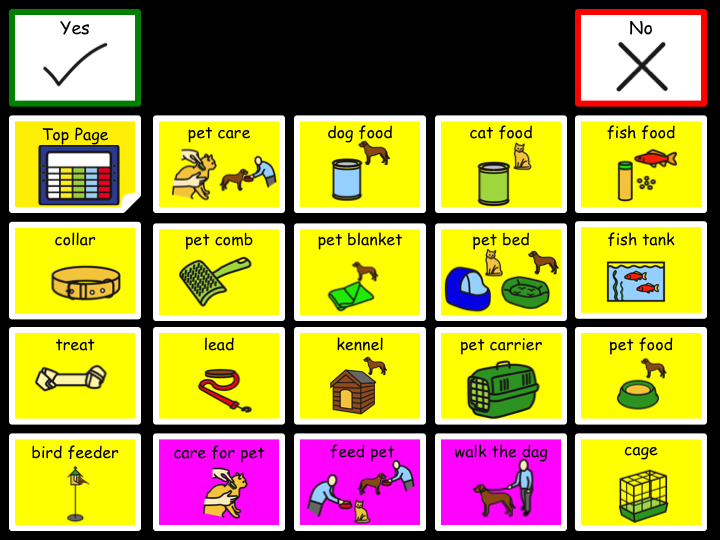 Yes
No
Top Page
pet care
dog food
cat food
fish food
collar
pet comb
pet blanket
pet bed
fish tank
treat
lead
kennel
pet carrier
pet food
bird feeder
care for pet
feed pet
walk the dag
cage